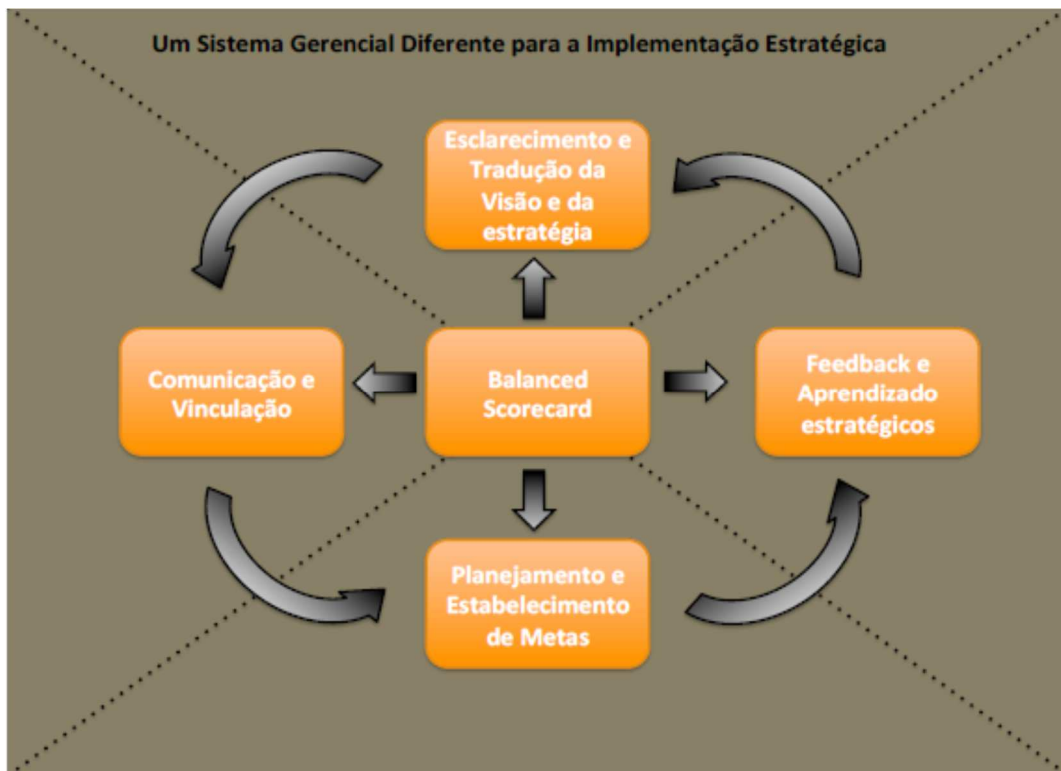 Um Sistema Gerencial Diferente para a Implementação Estratégica
Esclarecimento e
Tradução da
Visão e da
estratégia
Comunicação e
Vinculação
Balanced
Scorecard
Feedback e
Aprendizado
estratégicos
Planejamento e
Estabelecimento
de Metas